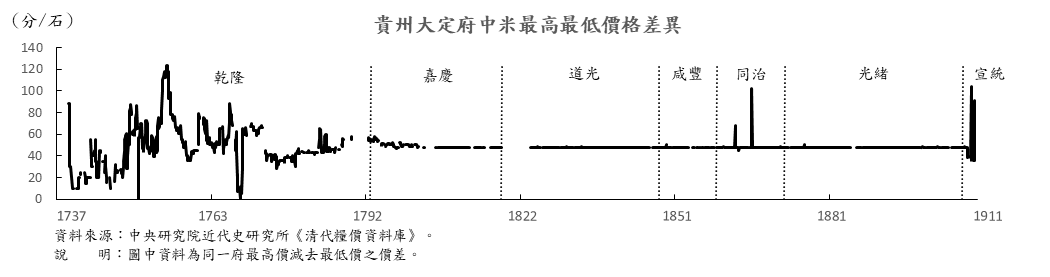 （分/石）
貴州大定府中米最高最低價格差異
140
120
100
80
60
40
20
0
乾隆
嘉慶
道光
咸豐
同治
光緒
宣統
1737
1763
1792
1822
1851
1881
1911
資料來源：中央研究院近代史研究所《清代糧價資料庫》。
說　　明：圖中資料為同一府最高價減去最低價之價差。